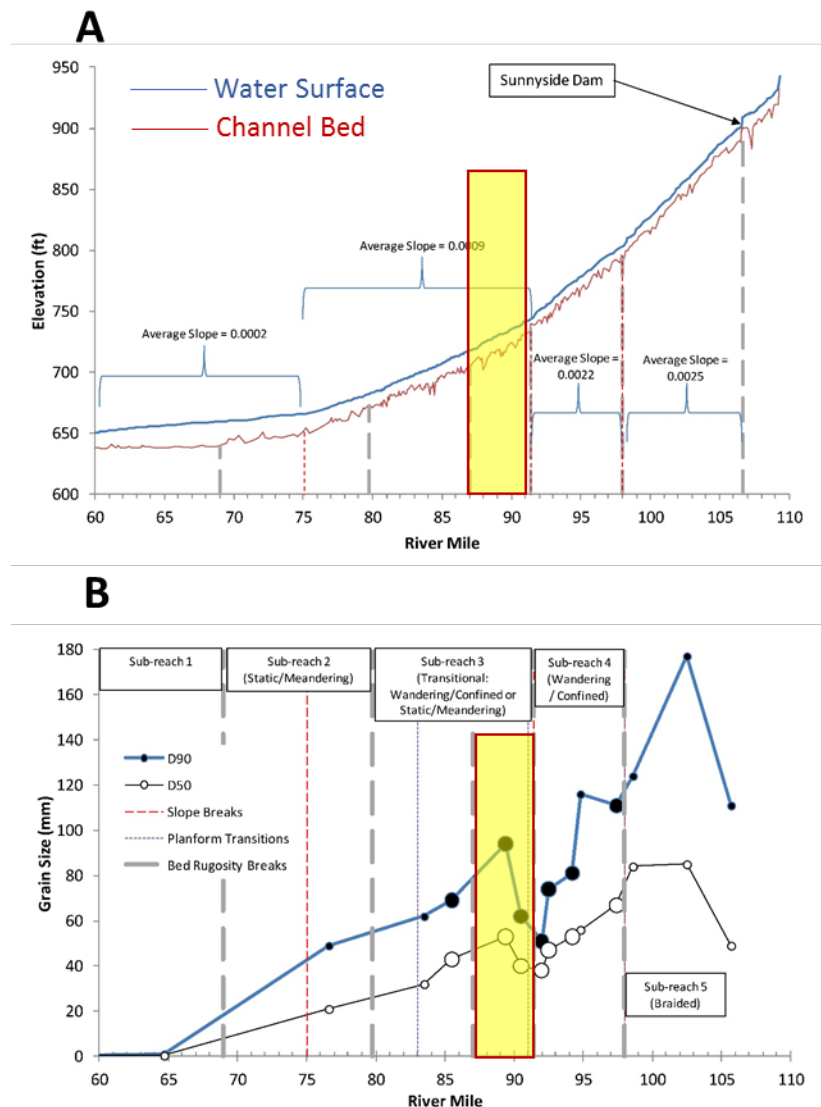 A
950
900
850
800
750
700
650
600
Elevation (ft)
Water Surface
Channel Bed
Sunnyside Dam
Average Slope = 0.0009
Average Slope = 0.0002
Average Slope =
0.0022
Average Slope =
0.0025
60 65 70 75 80 85 90 95 100 105 110
River Mile
B
180
160
140
120
100
80
60
40
20
0
Grain Size (mm)
Sub-reach 1
Sub-reach 2
(Static/Meandering)
Sub-reach 3
(Transitional:
Wandering/Confined or
Static/Meandering)
Sub-reach 4
(Wandering
/ Confined)
D90
D50
Slope Breaks
Planform Transitions
Bed Rugosity Breaks
Sub-reach 5
(Braided)
60 65 70 75 80 85 90 95 100 105 110
River Mile